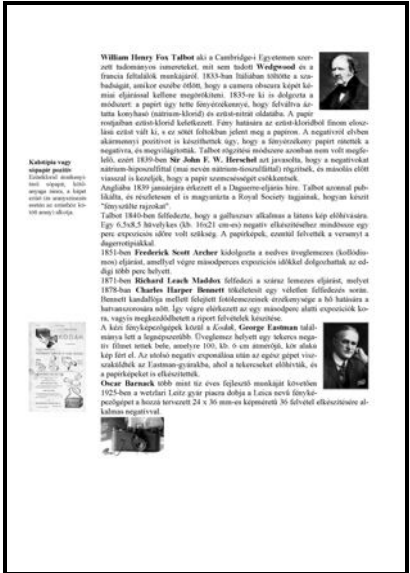 William Henry Fox Talbot aki a Cambridge-i Egyetemen szer-
zett tudományos ismereteket, mit sem tudott Wedgwood és a
francia feltalálók munkájáról. 1833-ban Itáliában töltötte a sza-
badságát, amikor eszébe ötlött, hogy a camera obscura képét ké-
miai eljárással kellene megörökíteni. 1835-re ki is dolgozta a
módszert: a papírt úgy tette fényérzékennyé, hogy felváltva áz-
tatta konyhasó (nátrium-klorid) és ezüst-nitrát oldatába. A papír
rostjaiban ezüst-klorid keletkezett. Fény hatására az ezüst-kloridból finom elosz-
lású ezüst vált ki, s ez sötét foltokban jelent meg a papíron. A negatívról elvben
akármennyi pozitívot is készíthettek úgy, hogy a fényérzékeny papírt rátették a
negatívra, és megvilágították. Talbot rögzítési módszere azonban nem volt megfe-
lelő, ezért 1839-ben Sir John F. W. Herschel azt javasolta, hogy a negatívokat
nátrium-hiposzulfittal (mai nevén nátrium-tioszulfáttal) rögzítsék, és másolás előtt
viasszal is kezeljék, hogy a papír szemcsésségét csökkentsék.
Angliába 1839 januárjára érkezett el a Daguerre-eljárás híre. Talbot azonnal pub-
likálta, és részletesen el is magyarázta a Royal Society tagjainak, hogyan készít
"fényszülte rajzokat".
Talbot 1840-ben felfedezte, hogy a galluszsav alkalmas a látens kép előhívására.
Egy 6,5x8,5 hüvelykes (kb. 16x21 cm-es) negatív elkészítéséhez mindössze egy
perc expozíciós időre volt szükség. A papírképek, ezentúl felvették a versenyt a
dagerrotípiákkal.
1851-ben Frederick Scott Archer kidolgozta a nedves üveglemezes (kollódiu-
mos) eljárást, amellyel végre másodperces expozíciós időkkel dolgozhattak az ed-
digi több perc helyett.
1871-ben Richard Leach Maddox felfedezi a száraz lemezes eljárást, melyet
1878-ban Charles Harper Bennett tökéletesít egy véletlen felfedezés során.
Bennett kandallója mellett felejtett fotólemezeinek érzékenysége a hő hatására a
hatvanszorosára nőtt. Így végre elérkezett az egy másodperc alatti expozíciók ko-
ra, vagyis megkezdődhetett a riport felvételek készítése.
A kézi fényképezőgépek közül a Kodak, George Eastman talál-
mánya lett a legnépszerűbb. Üveglemez helyett egy tekercs nega-
tív filmet tettek bele, amelyre 100, kb. 6 cm átmérőjű, kör alakú
kép fért el. Az utolsó negatív exponálása után az egész gépet visz-
szaküldték az Eastman-gyárakba, ahol a tekercseket előhívták, és
a papírképeket is elkészítették.
Oscar Barnack több mint tíz éves fejlesztő munkáját követően
1925-ben a wetzlari Leitz gyár piacra dobja a Leica nevű fényké-
pezőgépet a hozzá tervezett 24 x 36 mm-es képméretű 36 felvétel elkészítésére al-
kalmas negatívval.
Kalotípia vagy
sópapír pozitív
KODAK